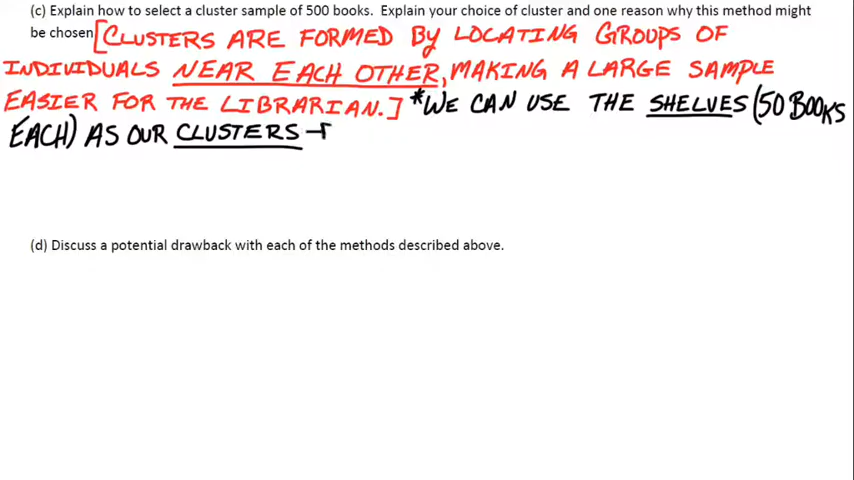 (c) Explain how to select a cluster sample of 500 books. Explain your choice of cluster and one reason why this method might
be chosen [CLUSTERS ARE FORMED BY LOCATING GROUPS OF
INDIVIDUALS NEAR EACH OTHER, MAKING A LARGE SAMPLE
EASIER FOR THE LIBRARIAN.] *WE CAN USE THE SHELVES (50 BOOKS
EACH) AS OUR CLUSTERS →
(d) Discuss a potential drawback with each of the methods described above.